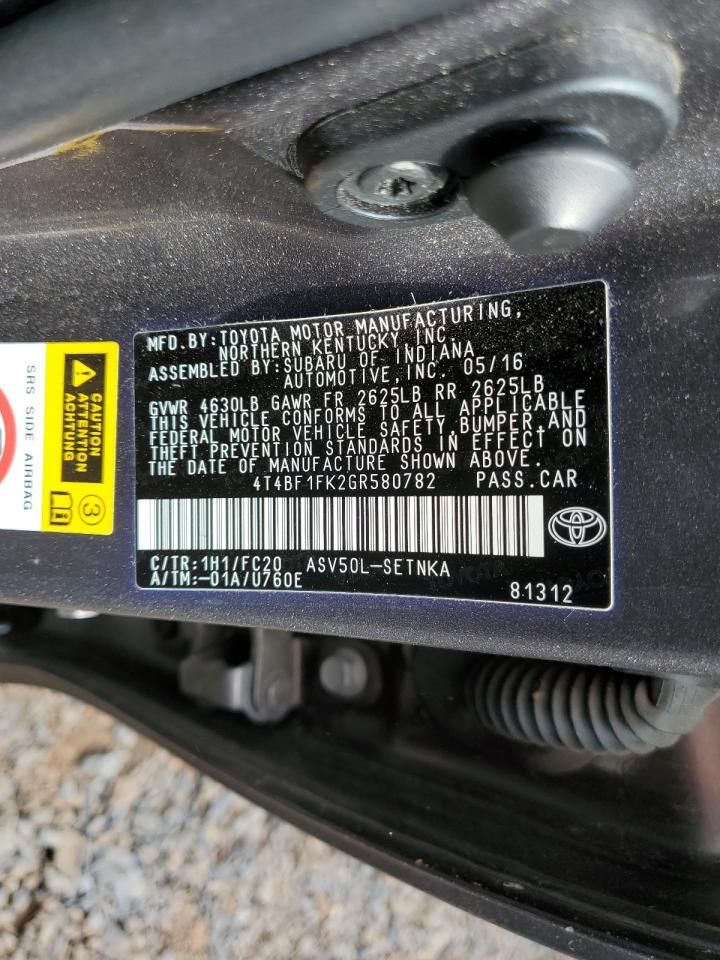 MFD.BY:TOYOTA MOTOR MANUFACTURING,
NORTHERN KENTUCKY INC
ASSEMBLED BY:SUBARU OF INDIANA
AUTOMOTIVE,INC. 05/16
GVWR 4630LB GAWR FR 2625LB RR 2625LB
THIS VEHICLE CONFORMS TO ALL APPLICABLE
FEDERAL MOTOR VEHICLE SAFETY,BUMPER,AND
THEFT PREVENTION STANDARDS IN EFFECT ON
THE DATE OF MANUFACTURE SHOWN ABOVE.
4T4BF1FK2GR580782 PASS.CAR
C/TR:1H1/FC20 ASV50L-SETNKA
A/TM:-01A/U760E
81312
CAUTION
ATTENTION
ACHTUNG
3
SRS SIDE AIRBAG